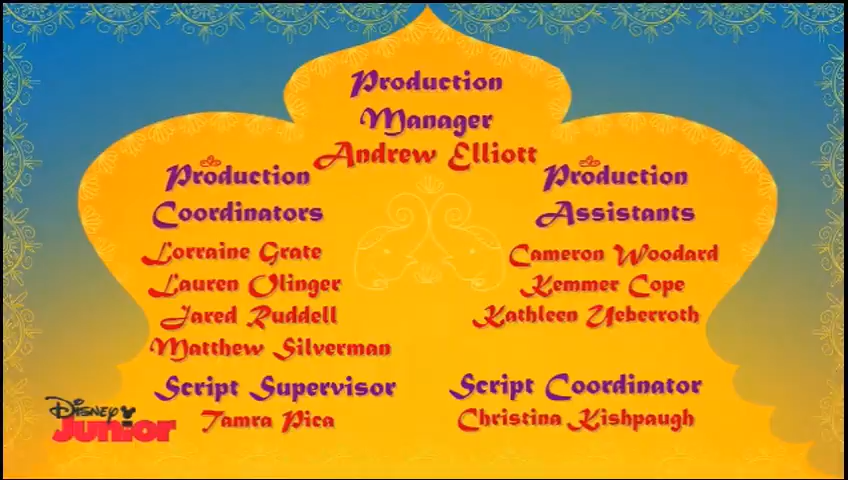 Production
Manager
Andrew Elliott
Production
Coordinators
Lorraine Grate
Lauren Olinger
Jared Ruddell
Matthew Silverman
Production
Assistants
Cameron Woodard
Kemmer Cope
Kathleen Ueberroth
Script Supervisor
Tamra Pica
Script Coordinator
Christina Kishpaugh
Disney
Junior